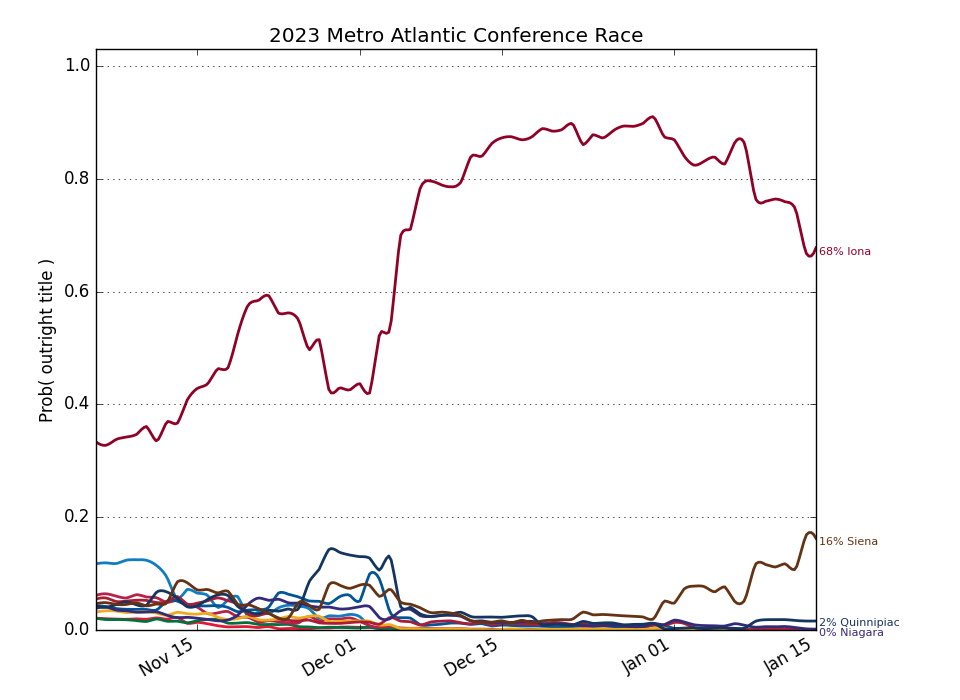 2023 Metro Atlantic Conference Race
Prob( outright title )
1.0
0.8
0.6
0.4
0.2
0.0
68% Iona
16% Siena
2% Quinnipiac
0% Niagara
Nov 15
Dec 01
Dec 15
Jan 01
Jan 15